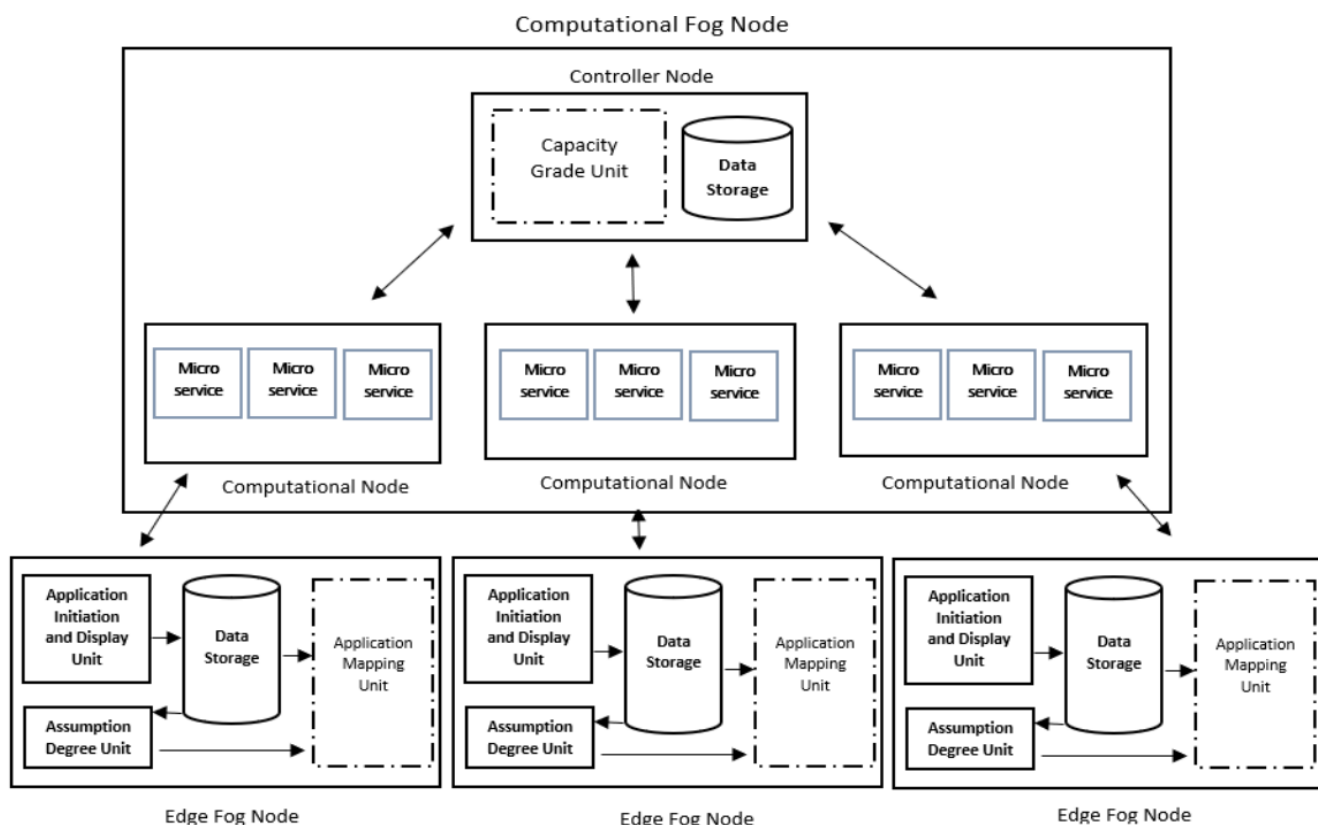 Computational Fog Node
Controller Node
Capacity
Grade Unit
Data
Storage
Micro
service
Micro
service
Micro
service
Micro
service
Micro
service
Micro
service
Micro
service
Micro
service
Micro
service
Computational Node
Computational Node
Computational Node
Application
Initiation
and Display
Unit
Data
Storage
Application
Mapping
Unit
Assumption
Degree Unit
Application
Initiation
and Display
Unit
Data
Storage
Application
Mapping
Unit
Assumption
Degree Unit
Application
Initiation
and Display
Unit
Data
Storage
Application
Mapping
Unit
Assumption
Degree Unit
Edge Fog Node
Edge Fog Node
Edge Fog Node